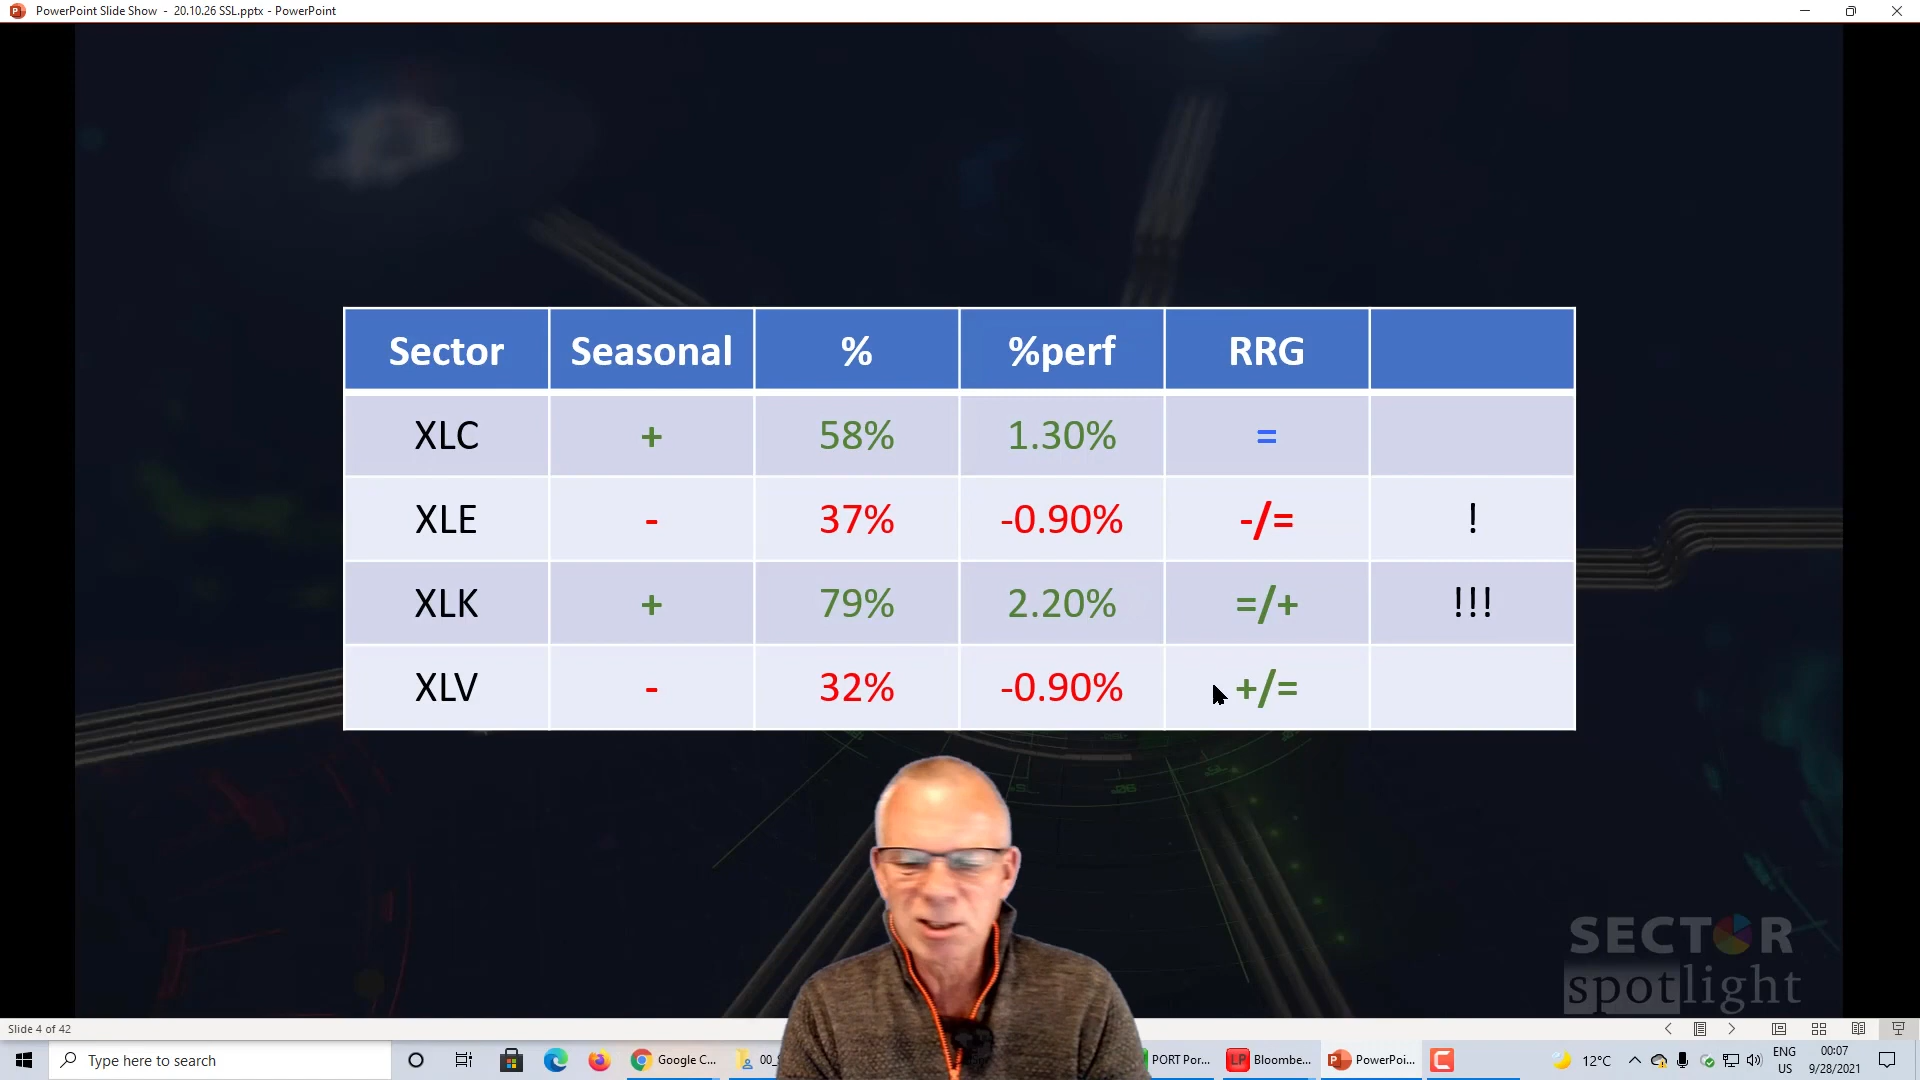 PowerPoint Slide Show - 20.10.26 SSL.pptx - PowerPoint
Sector Seasonal % %perf RRG
XLC + 58% 1.30% =
XLE - 37% -0.90% -/= !
XLK + 79% 2.20% =/+ !!!
XLV - 32% -0.90% +/=
SECTOR
spotlight
Slide 4 of 42
Type here to search
Google C...
PORT Por...
LP Bloombe...
PowerPoi...
12°C
ENG
US
00:07
9/28/2021